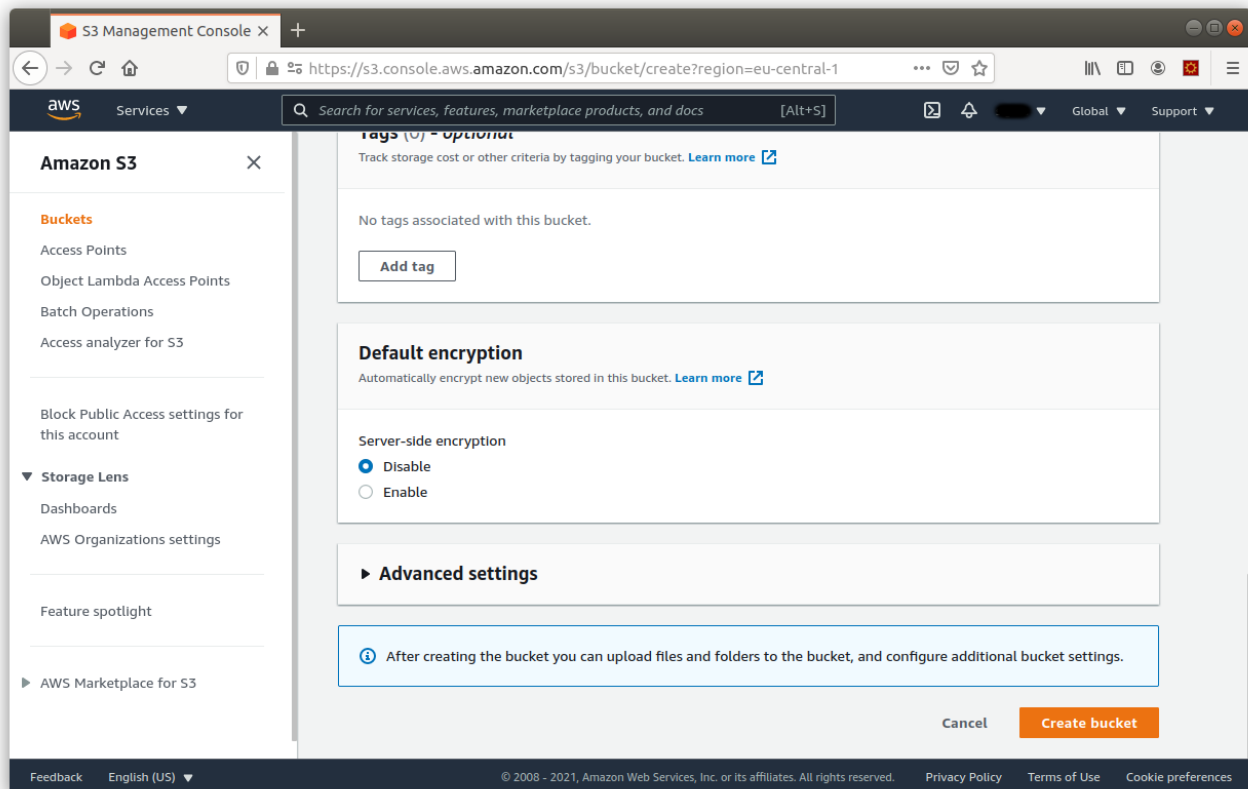 S3 Management Console
https://s3.console.aws.amazon.com/s3/bucket/create?region=eu-central-1
aws
Services
Search for services, features, marketplace products, and docs [Alt+S]
Global
Support
Amazon S3
Buckets
Access Points
Object Lambda Access Points
Batch Operations
Access analyzer for S3
Block Public Access settings for
this account
Storage Lens
Dashboards
AWS Organizations settings
Feature spotlight
AWS Marketplace for S3
Tags (0) - optional
Track storage cost or other criteria by tagging your bucket. Learn more
No tags associated with this bucket.
Add tag
Default encryption
Automatically encrypt new objects stored in this bucket. Learn more
Server-side encryption
Disable
Enable
Advanced settings
After creating the bucket you can upload files and folders to the bucket, and configure additional bucket settings.
Cancel
Create bucket
Feedback
English (US)
© 2008 - 2021, Amazon Web Services, Inc. or its affiliates. All rights reserved.
Privacy Policy
Terms of Use
Cookie preferences